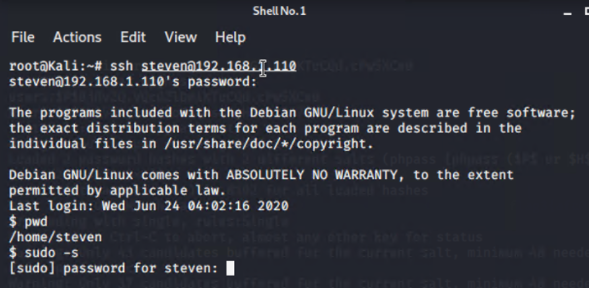 Shell No. 1
File Actions Edit View Help
root@Kali:~# ssh steven@192.168.1.110
steven@192.168.1.110's password:
The programs included with the Debian GNU/Linux system are free software;
the exact distribution terms for each program are described in the
individual files in /usr/share/doc/*/copyright.
Debian GNU/Linux comes with ABSOLUTELY NO WARRANTY, to the extent
permitted by applicable law.
Last login: Wed Jun 24 04:02:16 2020
$ pwd
/home/steven
$ sudo -s
[sudo] password for steven: